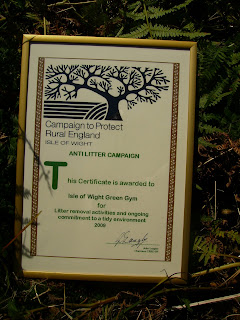 Campaign to Protect
Rural England
ISLE OF WIGHT
ANTI LITTER CAMPAIGN
This Certificate is awarded to
Isle of Wight Green Gym
for
Litter removal activities and ongoing
commitment to a tidy environment
2009